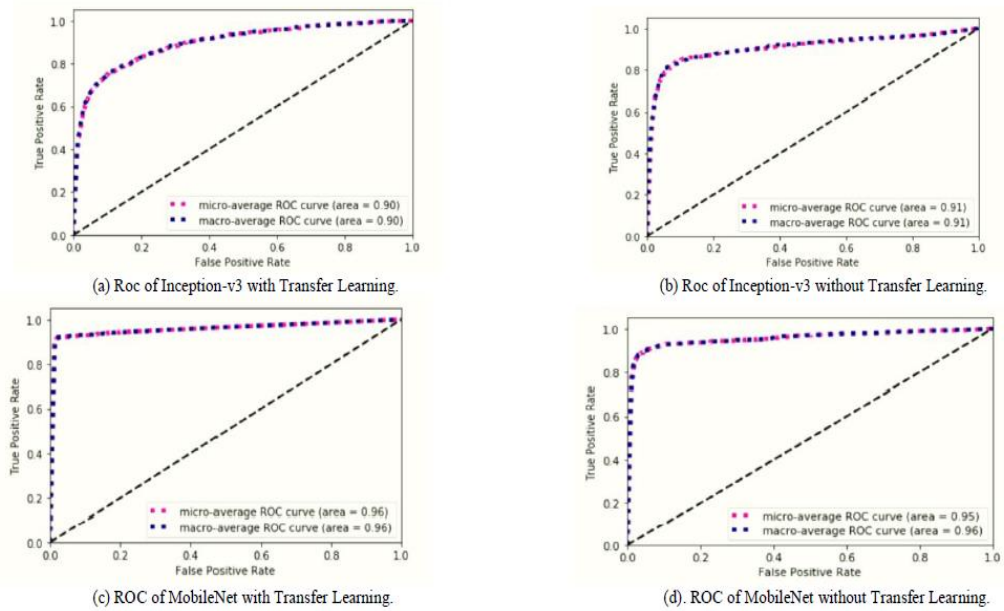 True Positive Rate
1.0
0.8
0.6
0.4
0.2
0.0
micro-average ROC curve (area = 0.90)
macro-average ROC curve (area = 0.90)
0.0 0.2 0.4 0.6 0.8 1.0
False Positive Rate
(a) Roc of Inception-v3 with Transfer Learning.
True Positive Rate
1.0
0.8
0.6
0.4
0.2
0.0
micro-average ROC curve (area = 0.91)
macro-average ROC curve (area = 0.91)
0.0 0.2 0.4 0.6 0.8 1.0
False Positive Rate
(b) Roc of Inception-v3 without Transfer Learning.
True Positive Rate
1.0
0.8
0.6
0.4
0.2
0.0
micro-average ROC curve (area = 0.96)
macro-average ROC curve (area = 0.96)
0.0 0.2 0.4 0.6 0.8 1.0
False Positive Rate
(c) ROC of MobileNet with Transfer Learning.
True Positive Rate
1.0
0.8
0.6
0.4
0.2
0.0
micro-average ROC curve (area = 0.95)
macro-average ROC curve (area = 0.96)
0.0 0.2 0.4 0.6 0.8 1.0
False Positive Rate
(d). ROC of MobileNet without Transfer Learning.